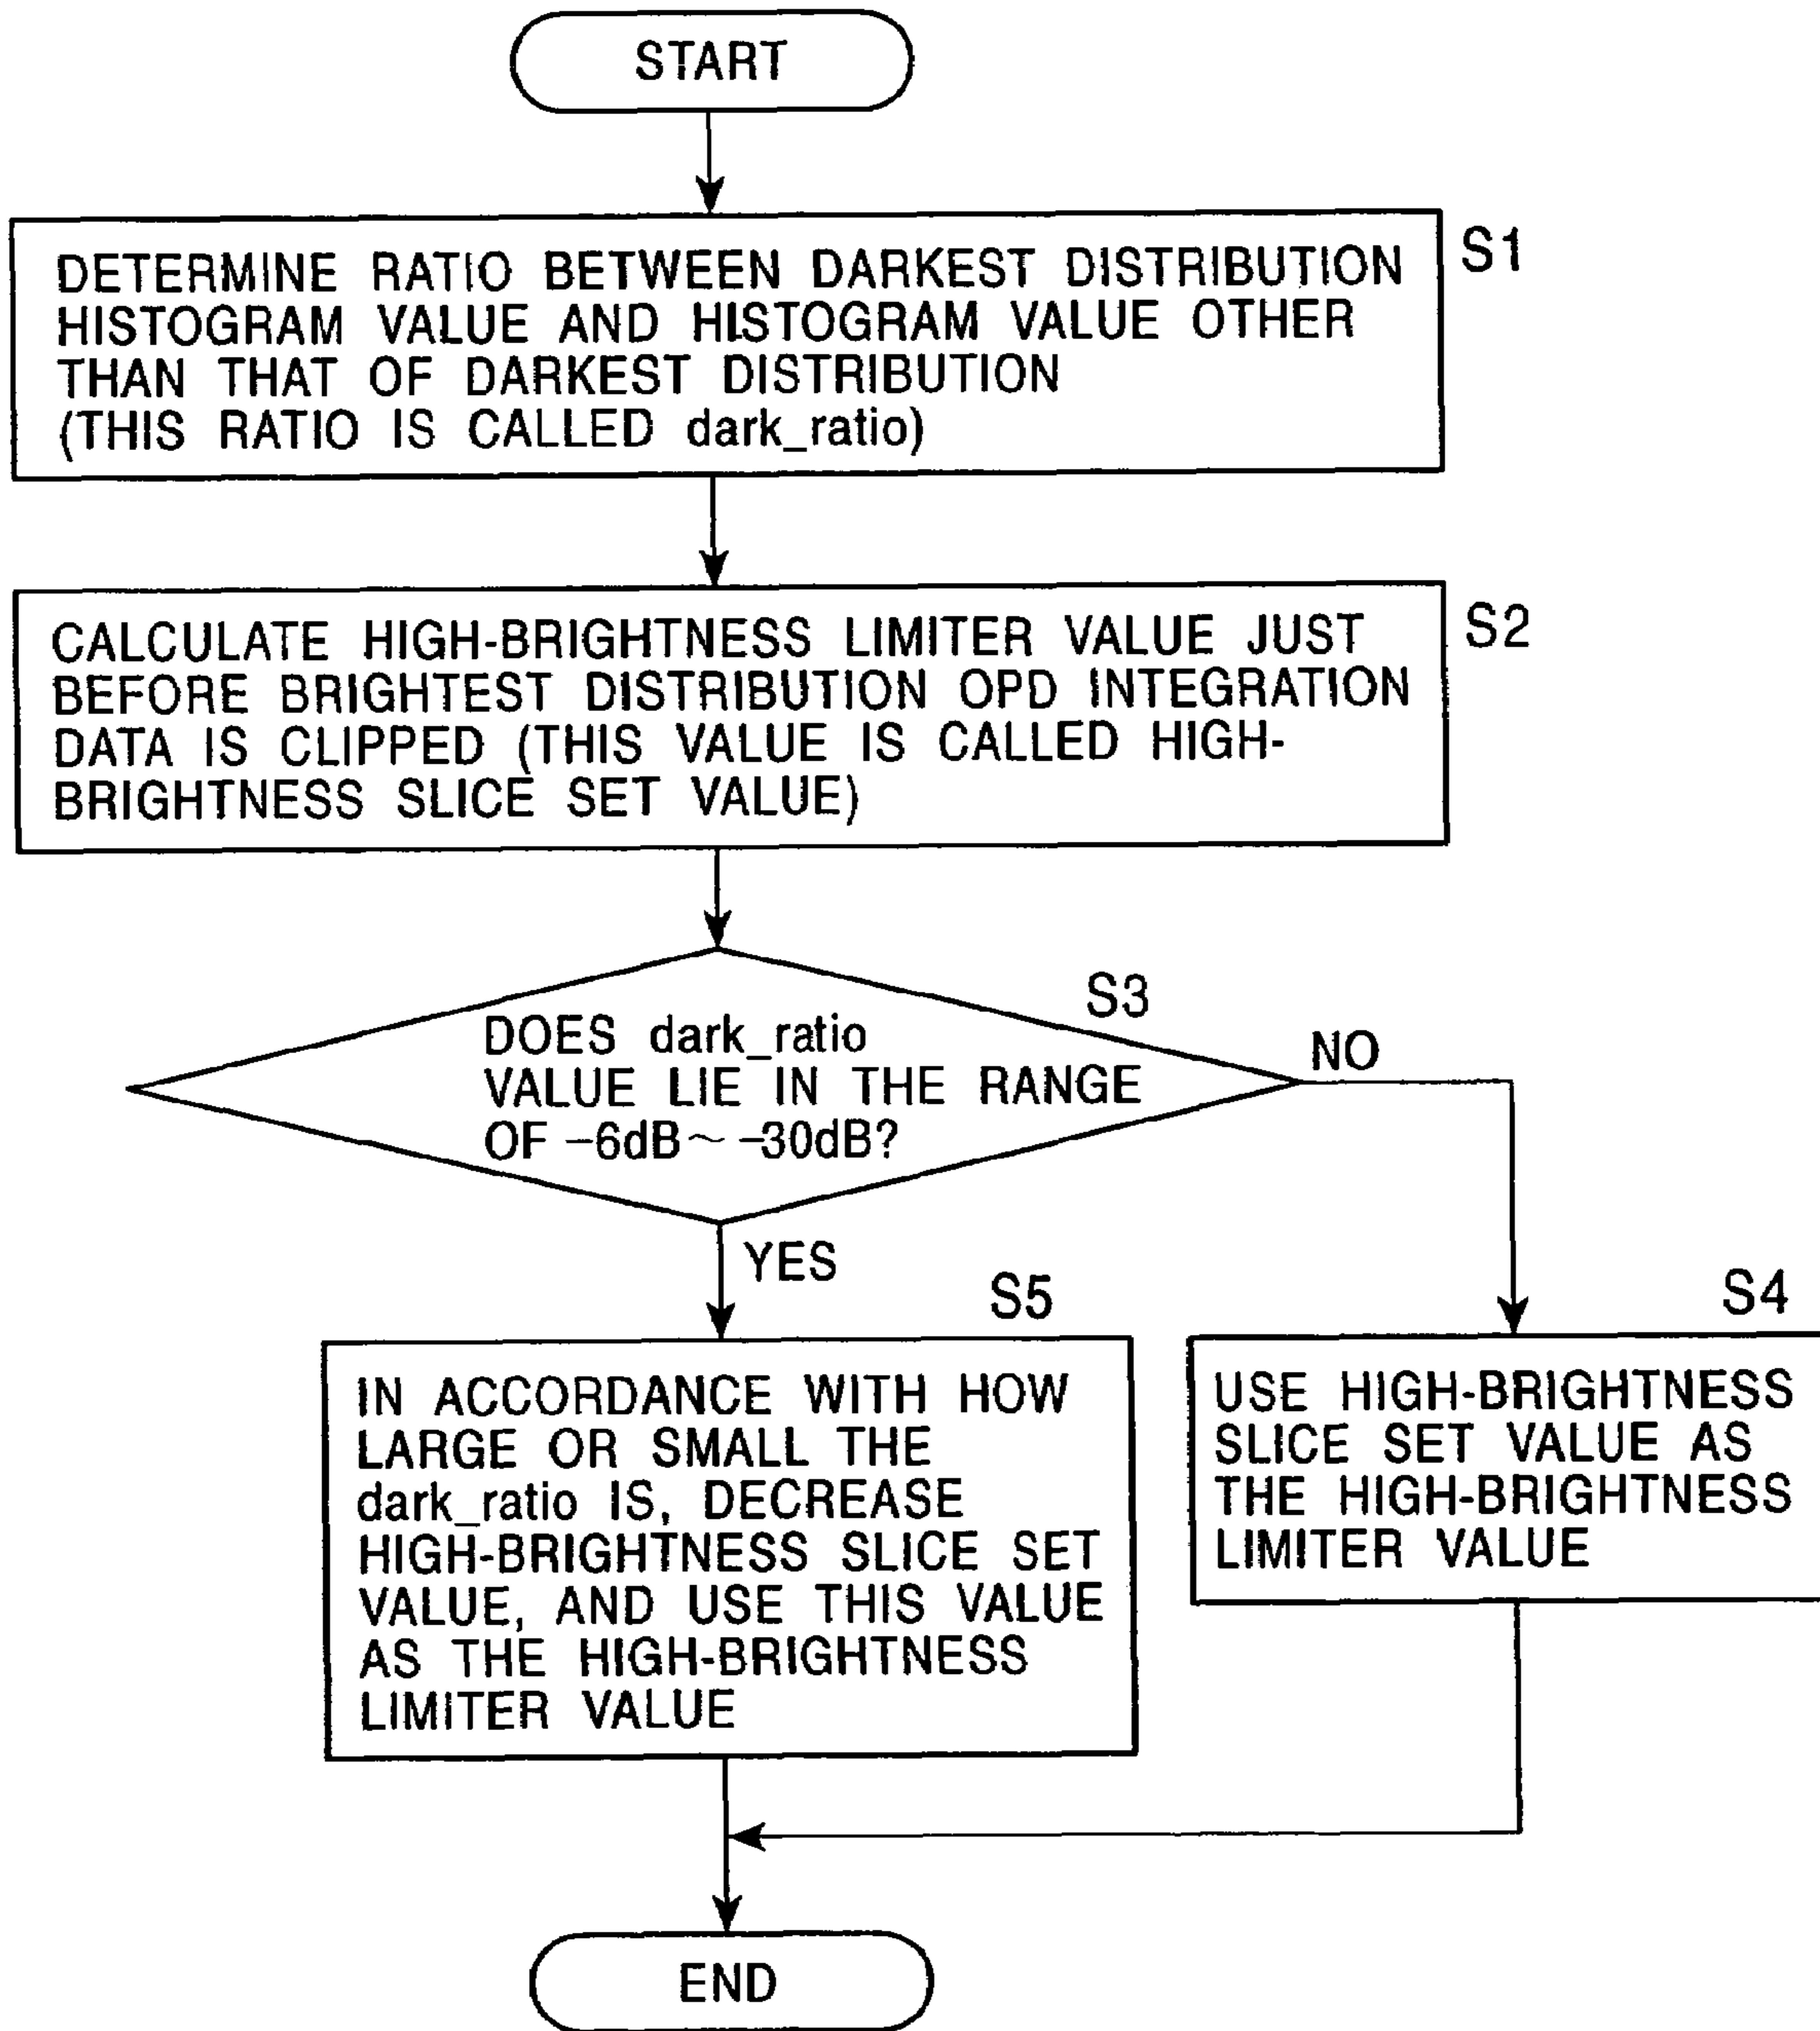 START
S1
DETERMINE RATIO BETWEEN DARKEST DISTRIBUTION
HISTOGRAM VALUE AND HISTOGRAM VALUE OTHER
THAN THAT OF DARKEST DISTRIBUTION
(THIS RATIO IS CALLED dark_ratio)
S2
CALCULATE HIGH-BRIGHTNESS LIMITER VALUE JUST
BEFORE BRIGHTEST DISTRIBUTION OPD INTEGRATION
DATA IS CLIPPED (THIS VALUE IS CALLED HIGH-
BRIGHTNESS SLICE SET VALUE)
S3
DOES dark_ratio
VALUE LIE IN THE RANGE
OF −6dB~ −30dB?
NO
YES
S5
IN ACCORDANCE WITH HOW
LARGE OR SMALL THE
dark_ratio IS, DECREASE
HIGH-BRIGHTNESS SLICE SET
VALUE, AND USE THIS VALUE
AS THE HIGH-BRIGHTNESS
LIMITER VALUE
S4
USE HIGH-BRIGHTNESS
SLICE SET VALUE AS
THE HIGH-BRIGHTNESS
LIMITER VALUE
END